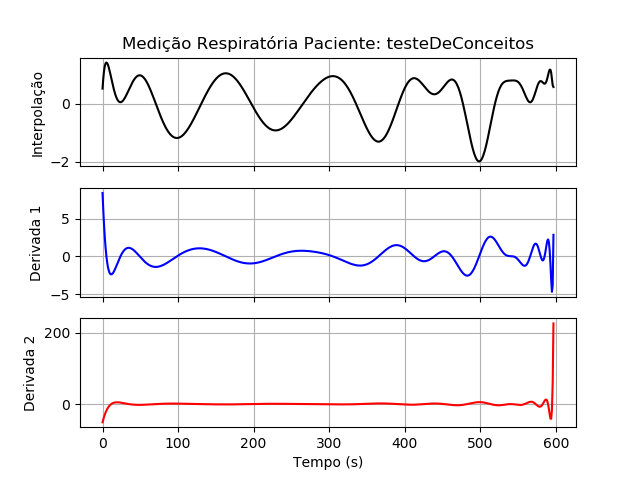 Medição Respiratória Paciente: testeDeConceitos
Interpolação
0
−2
Derivada 1
5
0
−5
Derivada 2
200
0
0 100 200 300 400 500 600
Tempo (s)